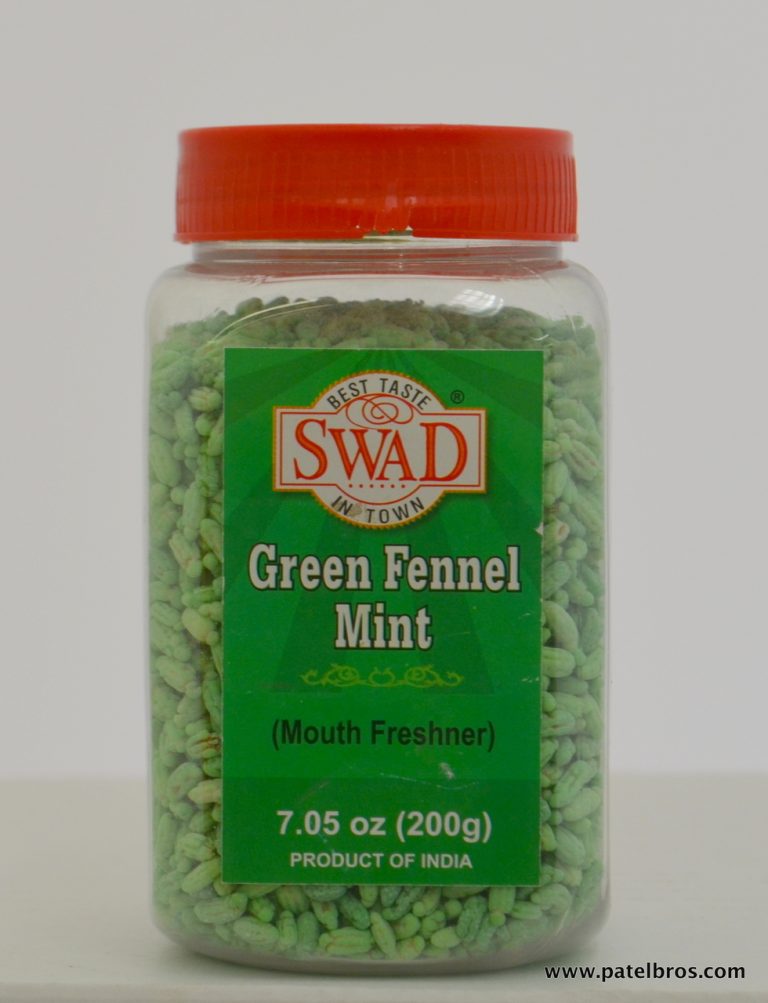 BEST TASTE ®
SWAD
IN TOWN
Green Fennel
Mint
(Mouth Freshner)
7.05 oz (200g)
PRODUCT OF INDIA
www.patelbros.com